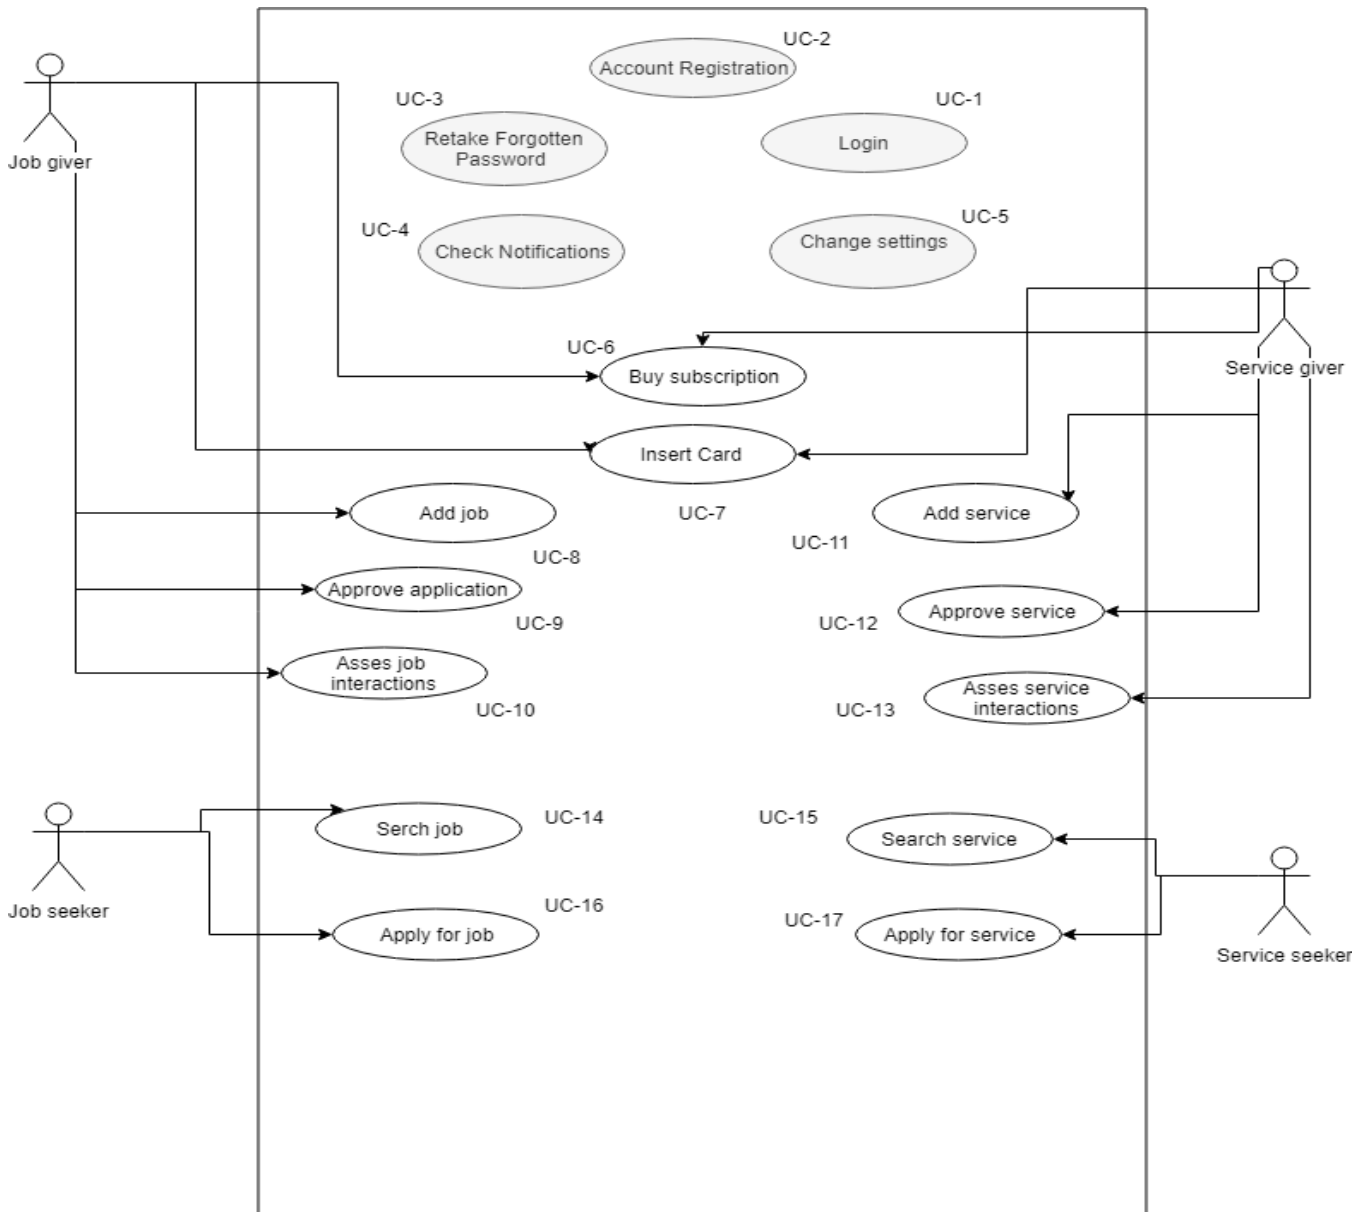 UC-2
Account Registration
UC-3
UC-1
Retake Forgotten
Password
Login
Job giver
UC-4
UC-5
Check Notifications
Change settings
UC-6
Buy subscription
Service giver
Insert Card
UC-7
Add job
Add service
UC-8
UC-11
Approve application
Approve service
UC-9
UC-12
Asses job
interactions
Asses service
interactions
UC-10
UC-13
UC-14
UC-15
Serch job
Search service
Job seeker
UC-16
UC-17
Apply for job
Apply for service
Service seeker